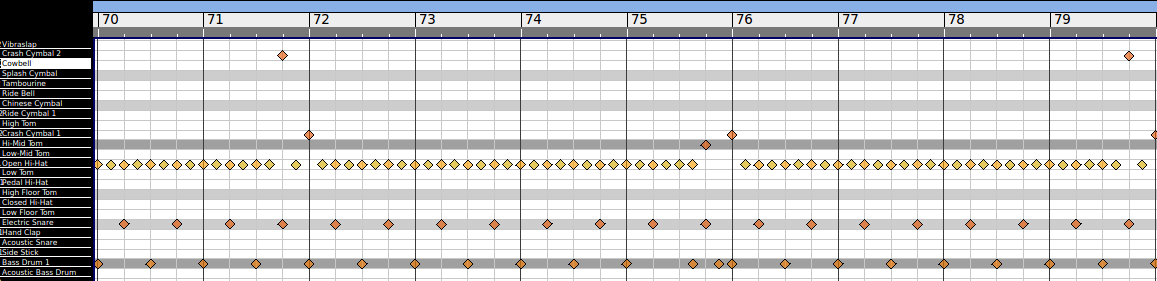 70 71 72 73 74 75 76 77 78 79
Vibraslap
Crash Cymbal 2
Cowbell
Splash Cymbal
Tambourine
Ride Bell
Chinese Cymbal
Ride Cymbal 1
High Tom
Crash Cymbal 1
Hi-Mid Tom
Low-Mid Tom
Open Hi-Hat
Low Tom
Pedal Hi-Hat
High Floor Tom
Closed Hi-Hat
Low Floor Tom
Electric Snare
Hand Clap
Acoustic Snare
Side Stick
Bass Drum 1
Acoustic Bass Drum